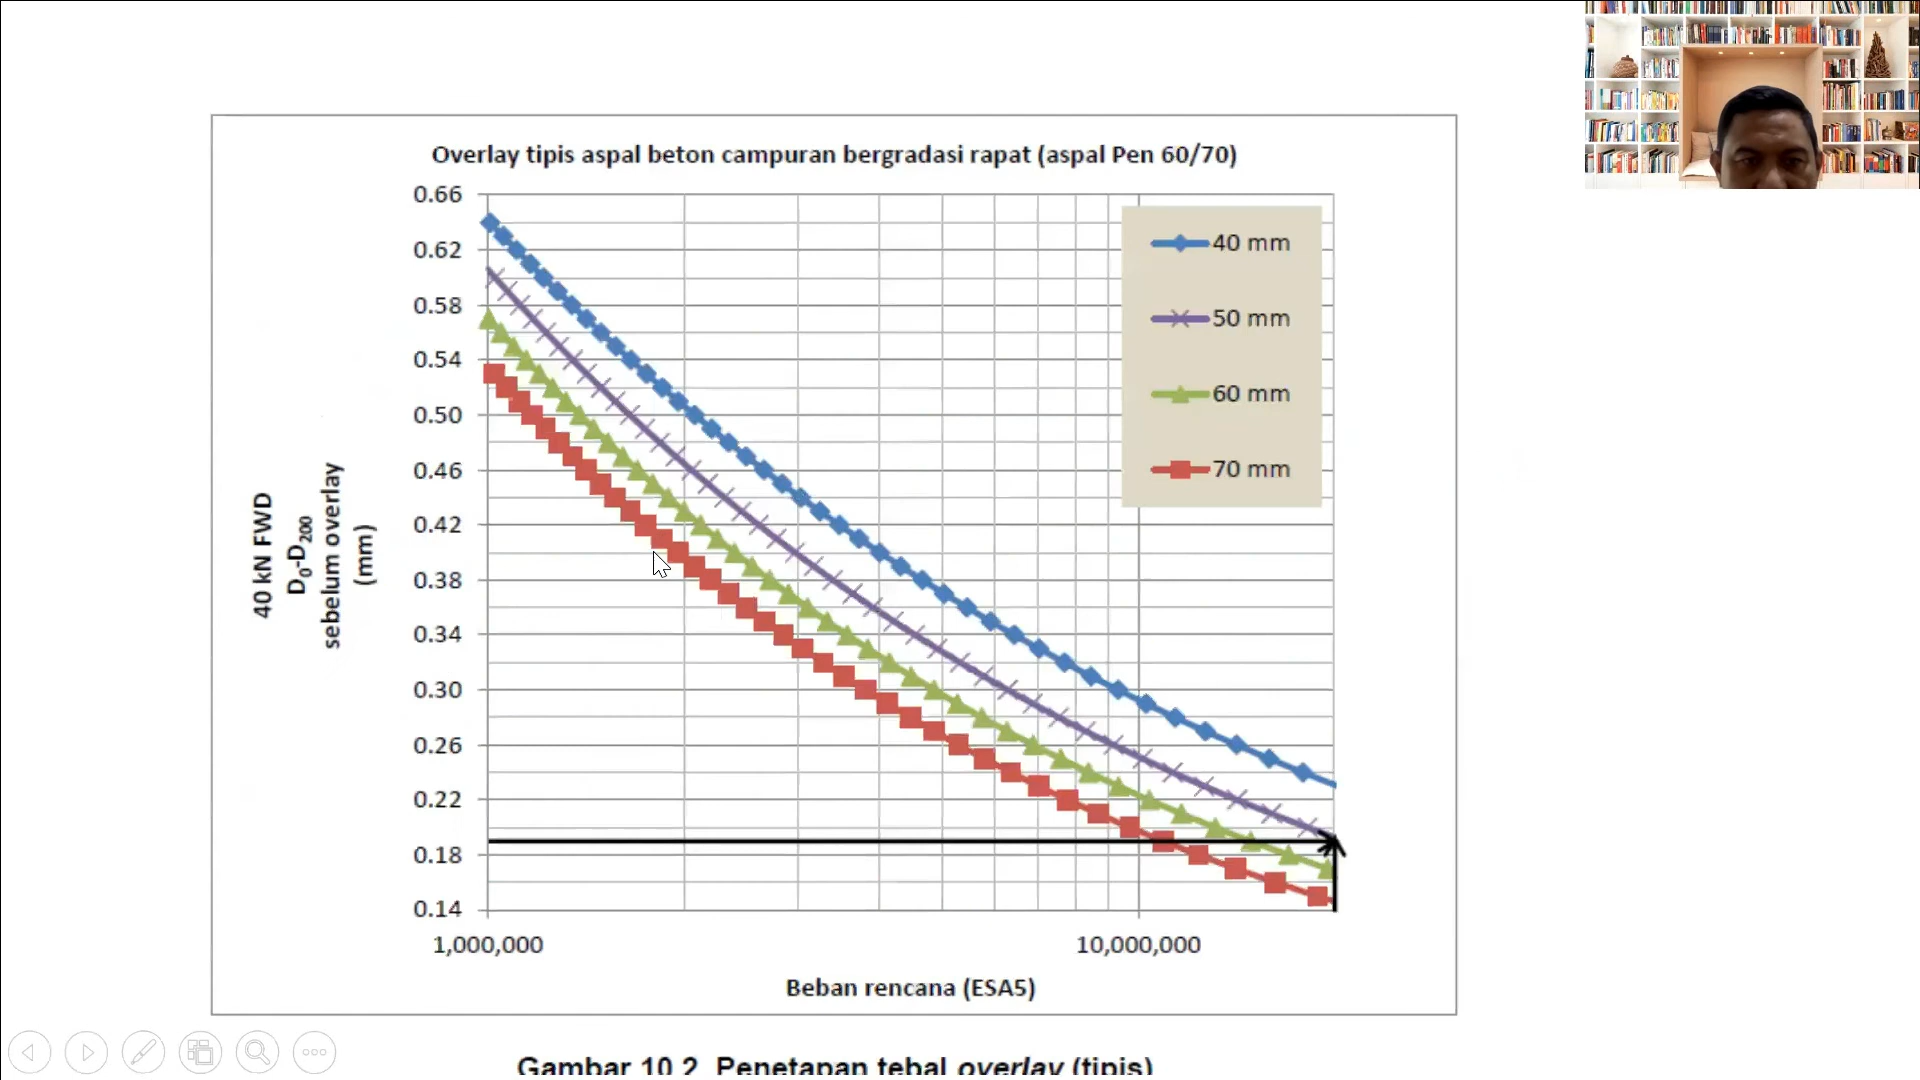 Overlay tipis aspal beton campuran bergradasi rapat (aspal Pen 60/70)
0.66
0.62
0.58
0.54
0.50
0.46
0.42
0.38
0.34
0.30
0.26
0.22
0.18
0.14
40 kN FWD
D₀-D₂₀₀
sebelum overlay
(mm)
40 mm
50 mm
60 mm
70 mm
1,000,000
10,000,000
Beban rencana (ESA5)
Gambar 10.2 Penetapan tebal overlay (tipis)